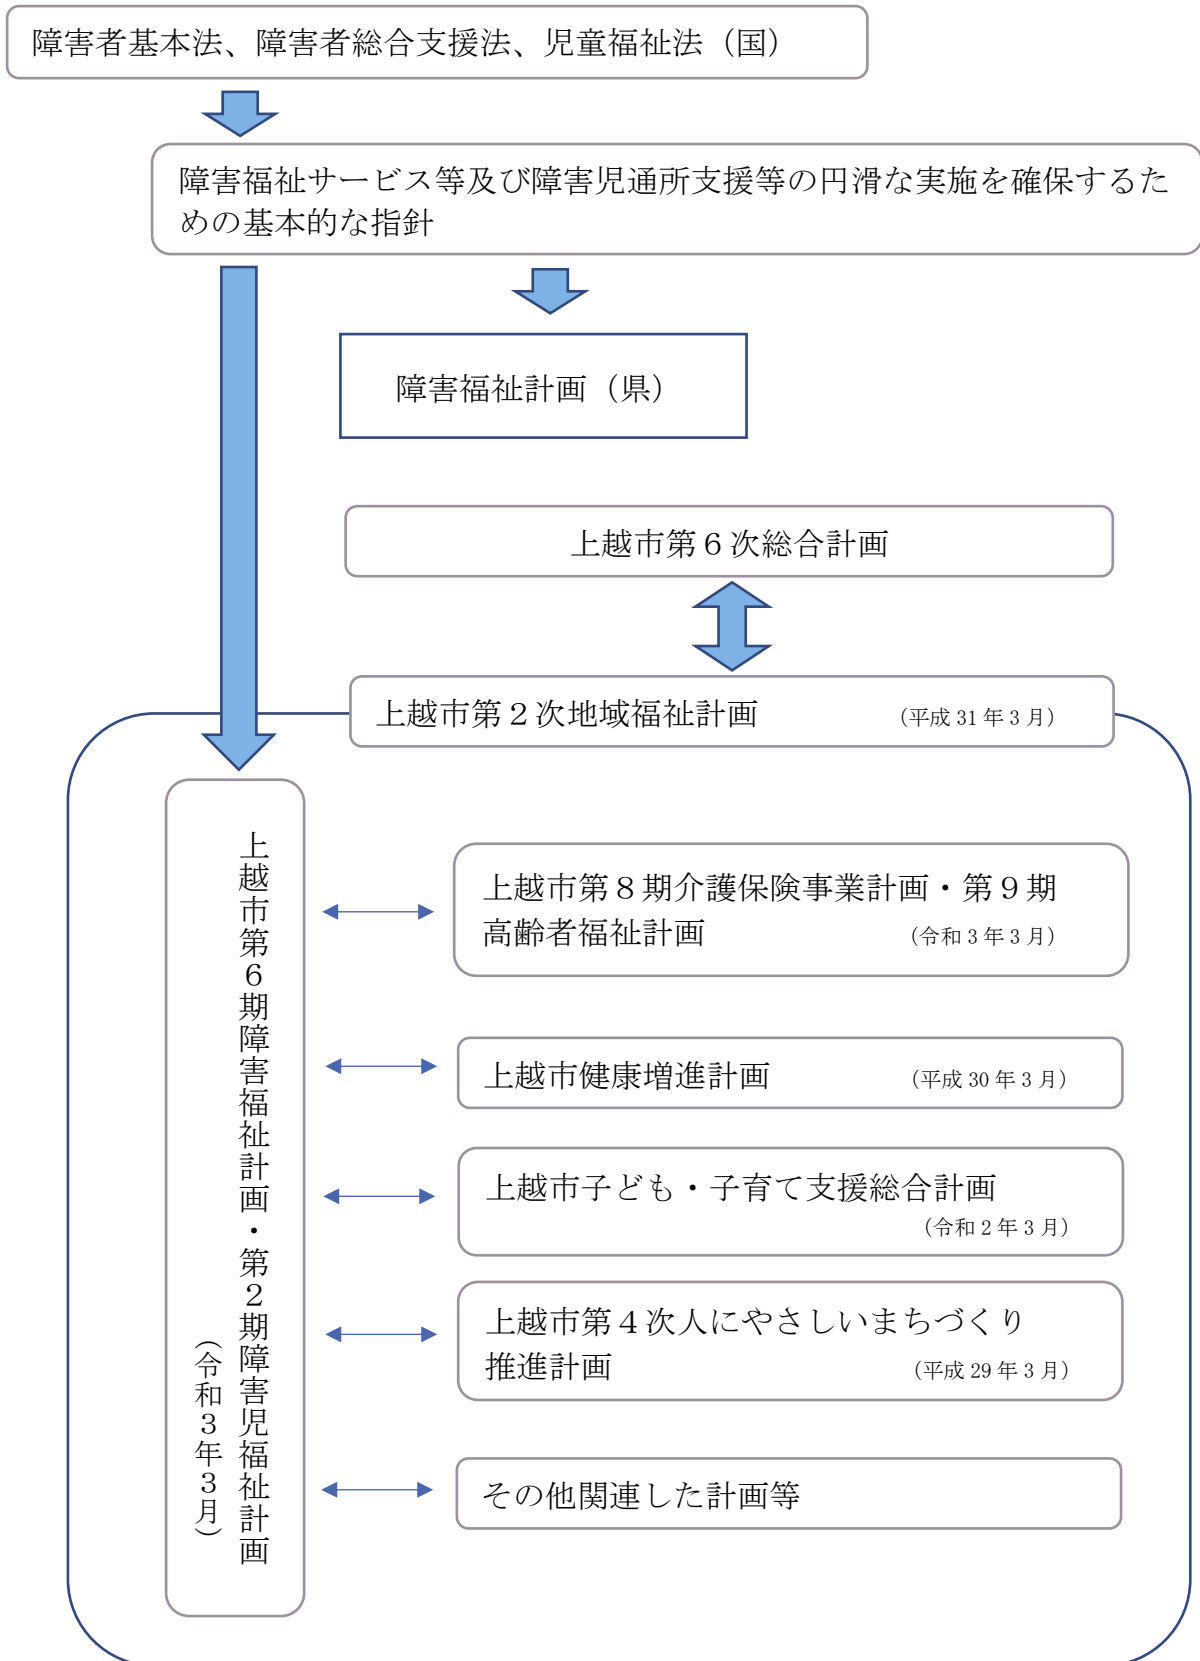 障害者基本法、障害者総合支援法、児童福祉法（国）
障害福祉サービス等及び障害児通所支援等の円滑な実施を確保するた
めの基本的な指針
障害福祉計画（県）
上越市第６次総合計画
上越市第２次地域福祉計画 （平成 31 年 3 月）
上越市第６期障害福祉計画・第２期障害児福祉計画
（令和３年３月）
上越市第８期介護保険事業計画・第９期
高齢者福祉計画 （令和 3 年 3 月）
上越市健康増進計画 （平成 30 年 3 月）
上越市子ども・子育て支援総合計画
（令和 2 年 3 月）
上越市第４次人にやさしいまちづくり
推進計画 （平成 29 年 3 月）
その他関連した計画等